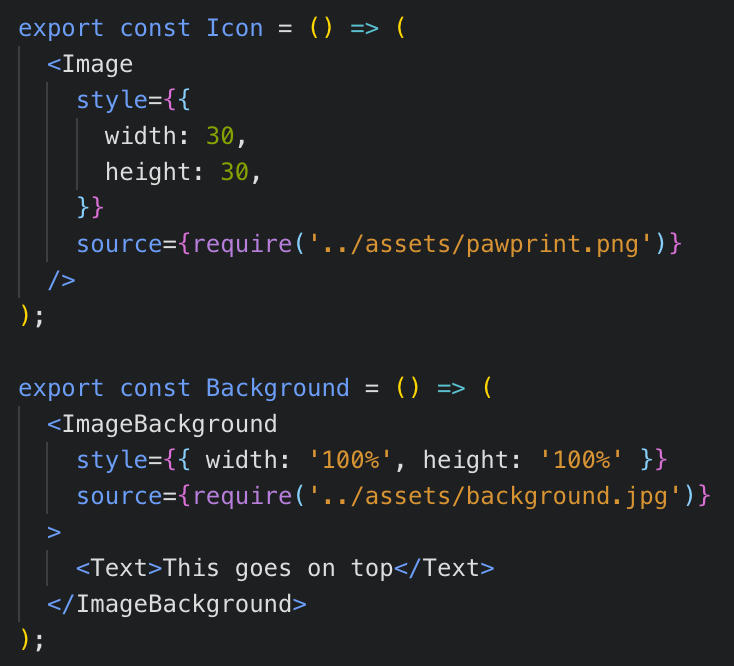 export const Icon = () => (
  <Image
    style={{
      width: 30,
      height: 30,
    }}
    source={require('../assets/pawprint.png')}
  />
);

export const Background = () => (
  <ImageBackground
    style={{ width: '100%', height: '100%' }}
    source={require('../assets/background.jpg')}
  >
    <Text>This goes on top</Text>
  </ImageBackground>
);